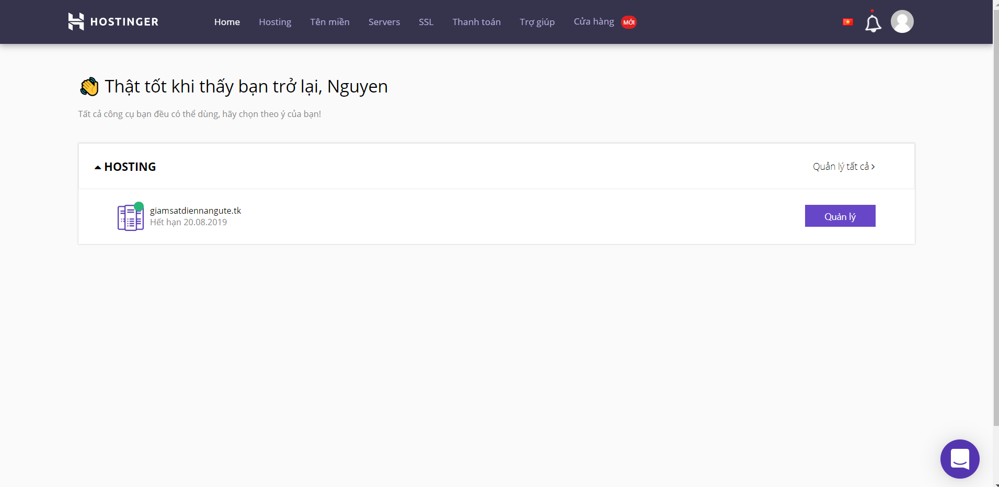 HOSTINGER
Home Hosting Tên miền Servers SSL Thanh toán Trợ giúp Cửa hàng MỚI
Thật tốt khi thấy bạn trở lại, Nguyen
Tất cả công cụ bạn đều có thể dùng, hãy chọn theo ý của bạn!
HOSTING
Quản lý tất cả
giamsatdiennangute.tk
Hết hạn 20.08.2019
Quản lý